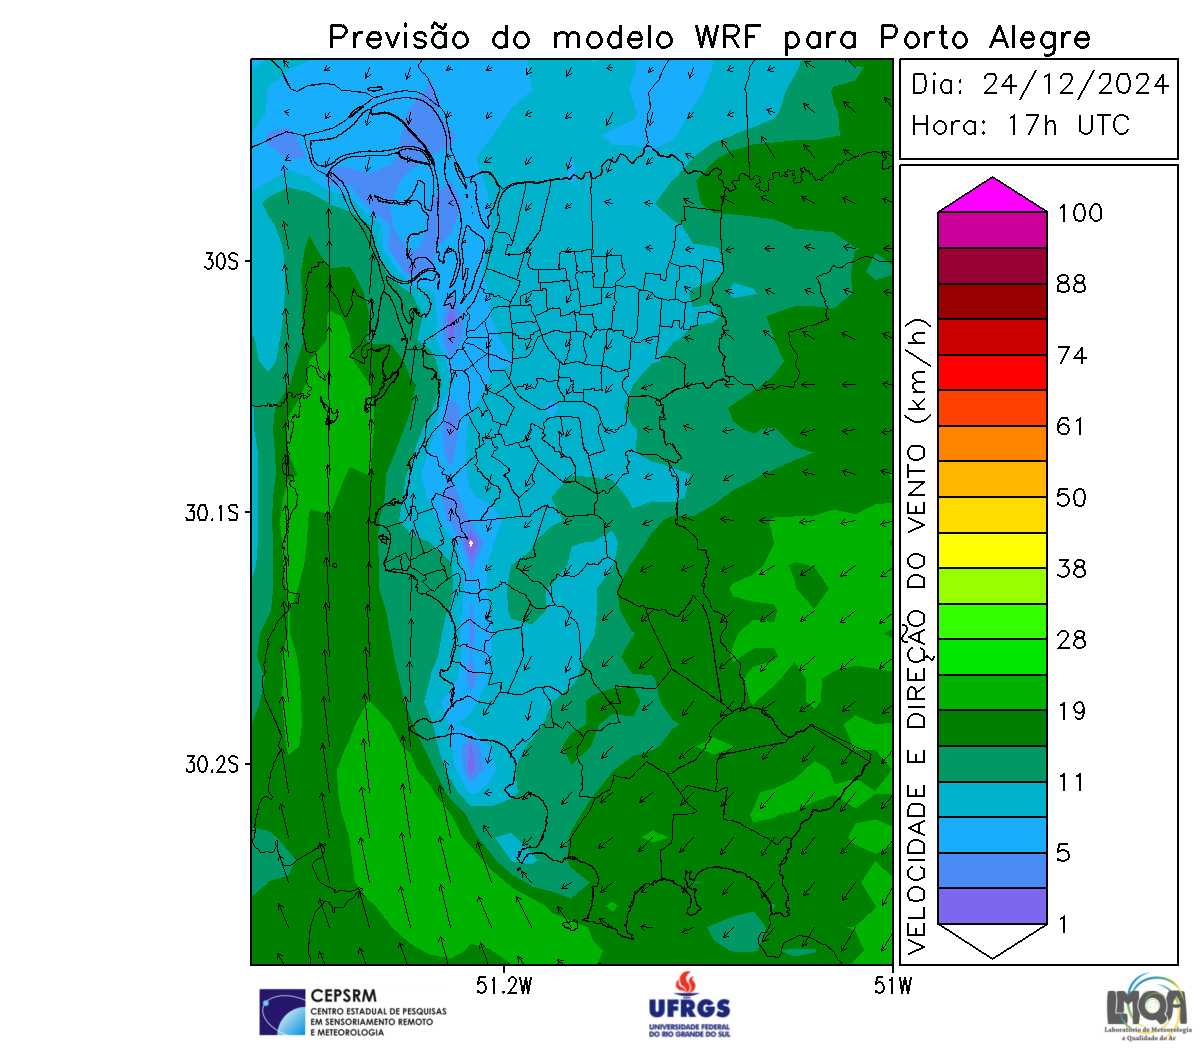 Previsão do modelo WRF para Porto Alegre
Dia: 24/12/2024
Hora: 17h UTC
30S
30.1S
30.2S
51.2W
51W
VELOCIDADE E DIREÇÃO DO VENTO (km/h)
100
88
74
61
50
38
28
19
11
5
1
CEPSRM
CENTRO ESTADUAL DE PESQUISAS
EM SENSORIAMENTO REMOTO
E METEOROLOGIA
UFRGS
UNIVERSIDADE FEDERAL
DO RIO GRANDE DO SUL
LMQA
Laboratório de Meteorologia
e Qualidade do Ar